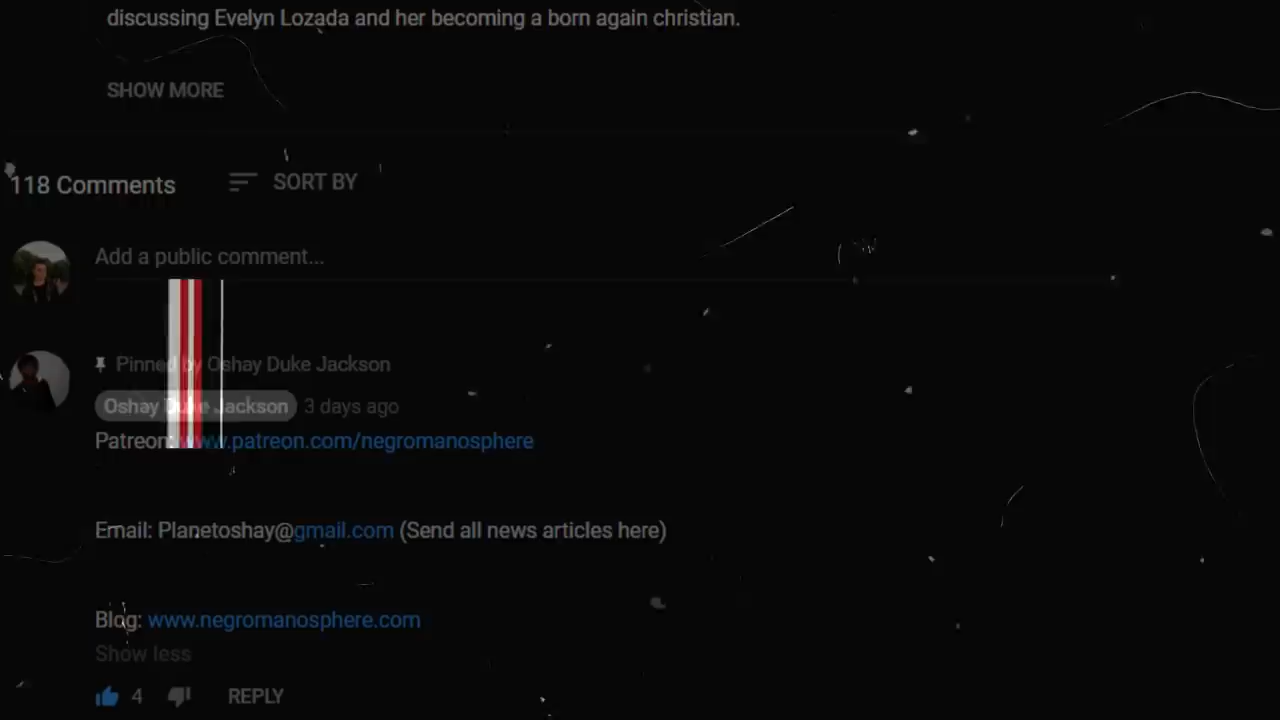 discussing Evelyn Lozada and her becoming a born again christian.
SHOW MORE
118 Comments SORT BY
Add a public comment...
Pinned by Oshay Duke Jackson
Oshay Duke Jackson 3 days ago
Patreon: www.patreon.com/negromanosphere
Email: Planetoshay@gmail.com (Send all news articles here)
Blog: www.negromanosphere.com
Show less
4 REPLY